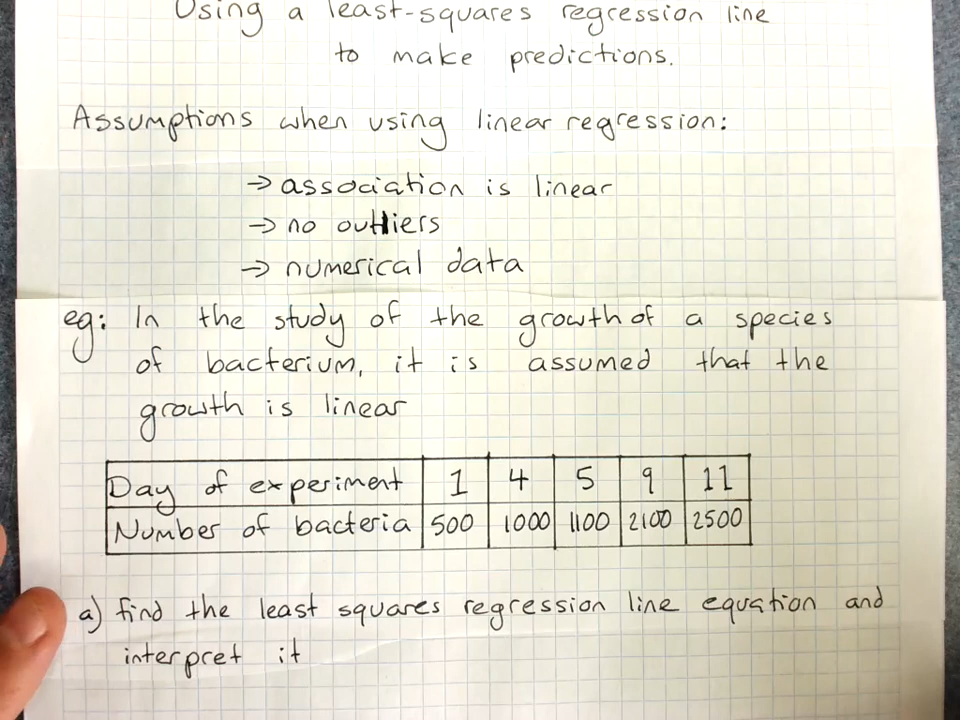 Using a least-squares regression line
to make predictions.
Assumptions when using linear regression:
→ association is linear
→ no outliers
→ numerical data
eg: In the study of the growth of a species
of bacterium, it is assumed that the
growth is linear
Day of experiment 1 4 5 9 11
Number of bacteria 500 1000 1100 2100 2500
a) find the least squares regression line equation and
interpret it